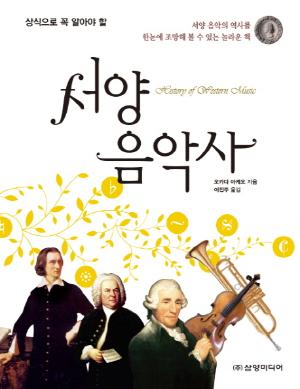 상식으로 꼭 알아야 할
서양 음악의 역사를
한눈에 조망해 볼 수 있는 놀라운 책
서양
History of Western Music
음악사
오카다 아케오 지음
이진주 옮김
(주) 삼양미디어